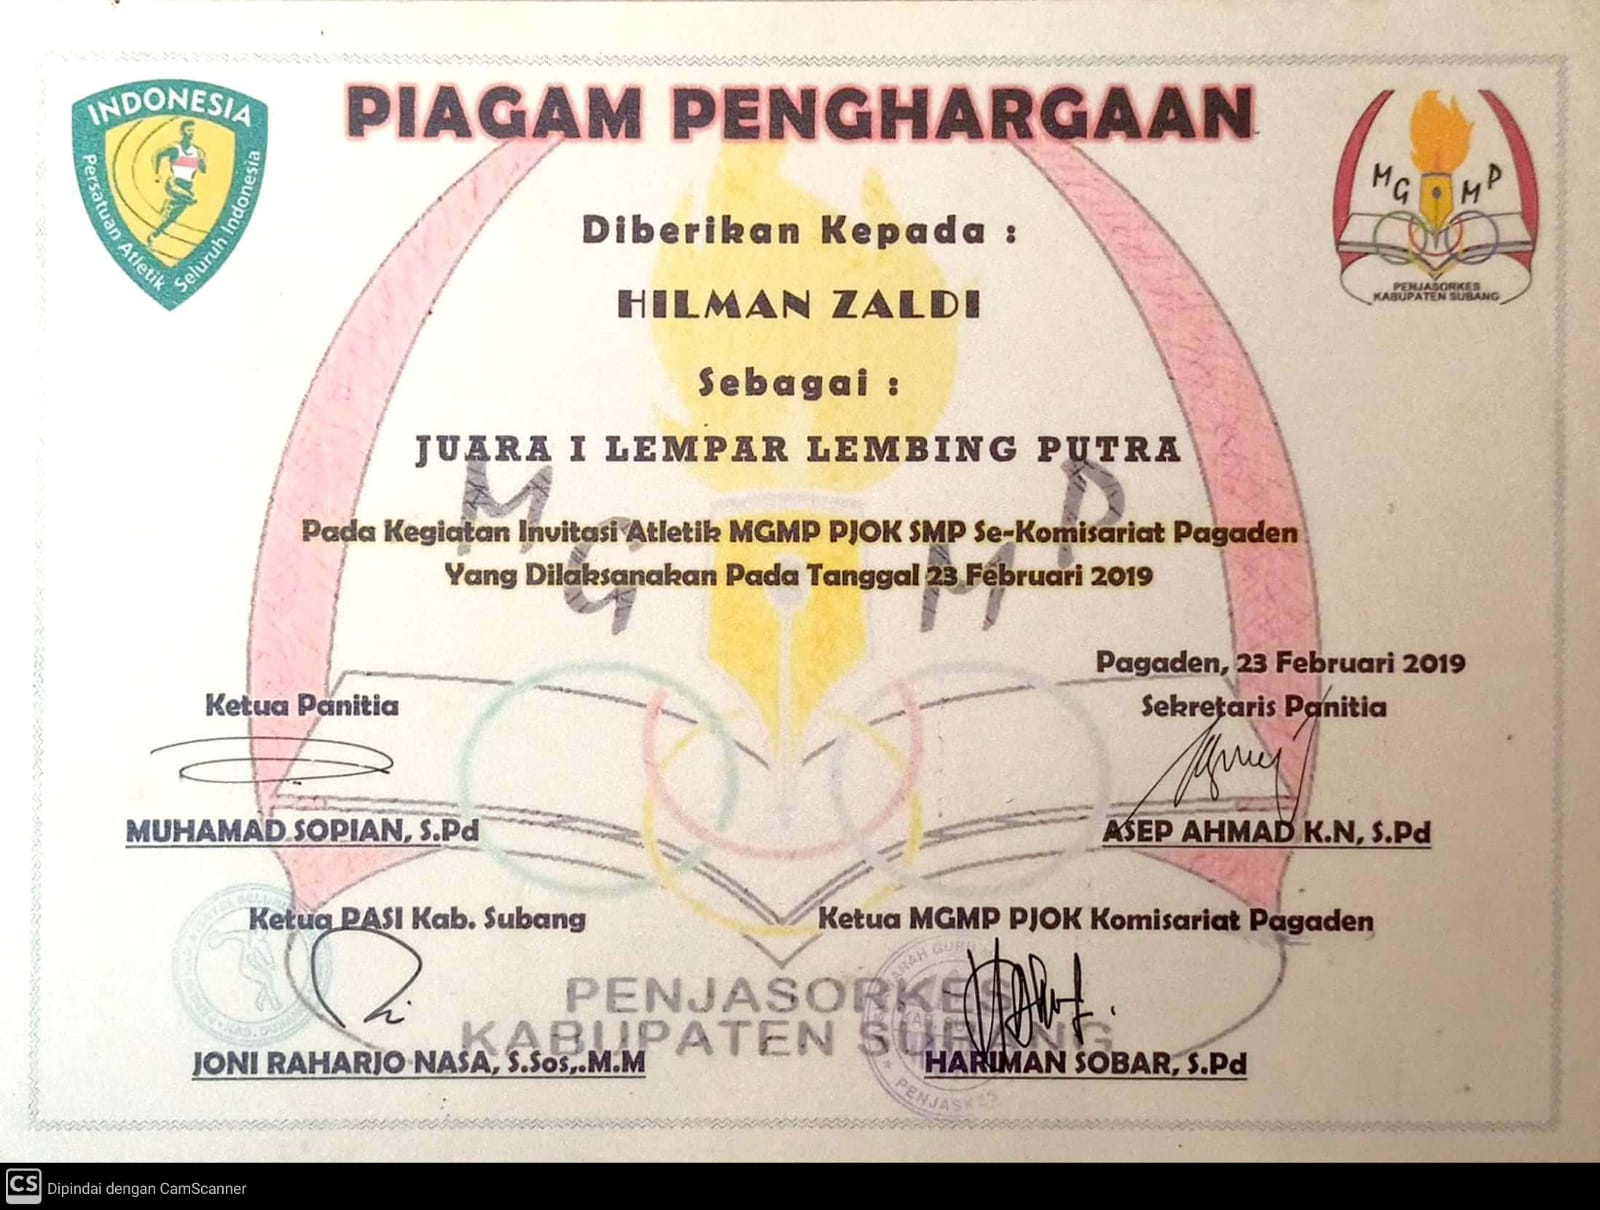 INDONESIA
Persatuan Atletik Seluruh Indonesia
PIAGAM PENGHARGAAN
MGMP
PENJASORKES
KABUPATEN SUBANG
Diberikan Kepada :
HILMAN ZALDI
Sebagai :
JUARA I LEMPAR LEMBING PUTRA
MGMP
Pada Kegiatan Invitasi Atletik MGMP PJOK SMP Se-Komisariat Pagaden
Yang Dilaksanakan Pada Tanggal 23 Februari 2019
Pagaden, 23 Februari 2019
Ketua Panitia
Sekretaris Panitia
MUHAMAD SOPIAN, S.Pd
ASEP AHMAD K.N, S.Pd
Ketua PASI Kab. Subang
Ketua MGMP PJOK Komisariat Pagaden
PENJASORKES
KABUPATEN SUBANG
JONI RAHARJO NASA, S.Sos,.M.M
HARIMAN SOBAR, S.Pd
PENJASKES
CS Dipindai dengan CamScanner